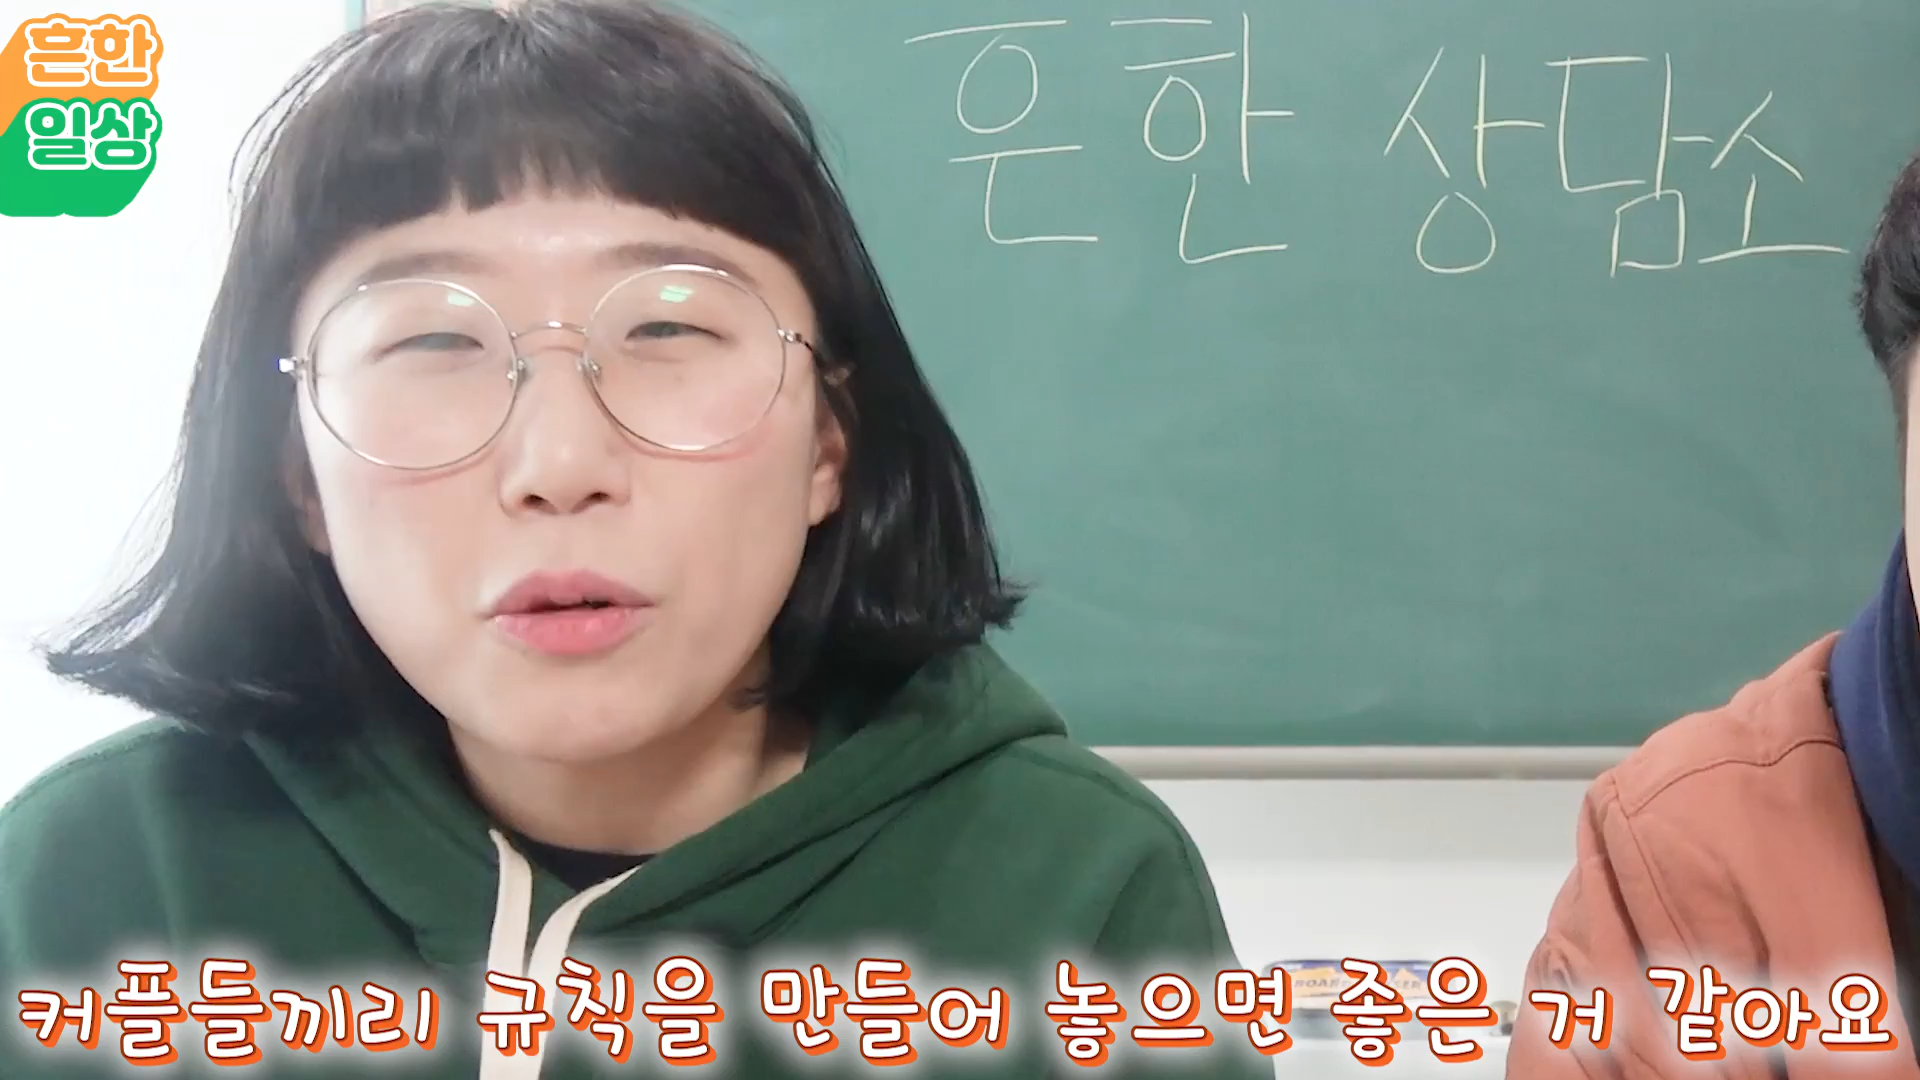 흔한
일상
흔한 상담소
커플들끼리 규칙을 만들어 놓으면 좋은 거 같아요